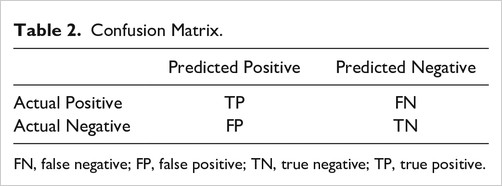 Table 2. Confusion Matrix.
Predicted Positive Predicted Negative
Actual Positive TP FN
Actual Negative FP TN
FN, false negative; FP, false positive; TN, true negative; TP, true positive.